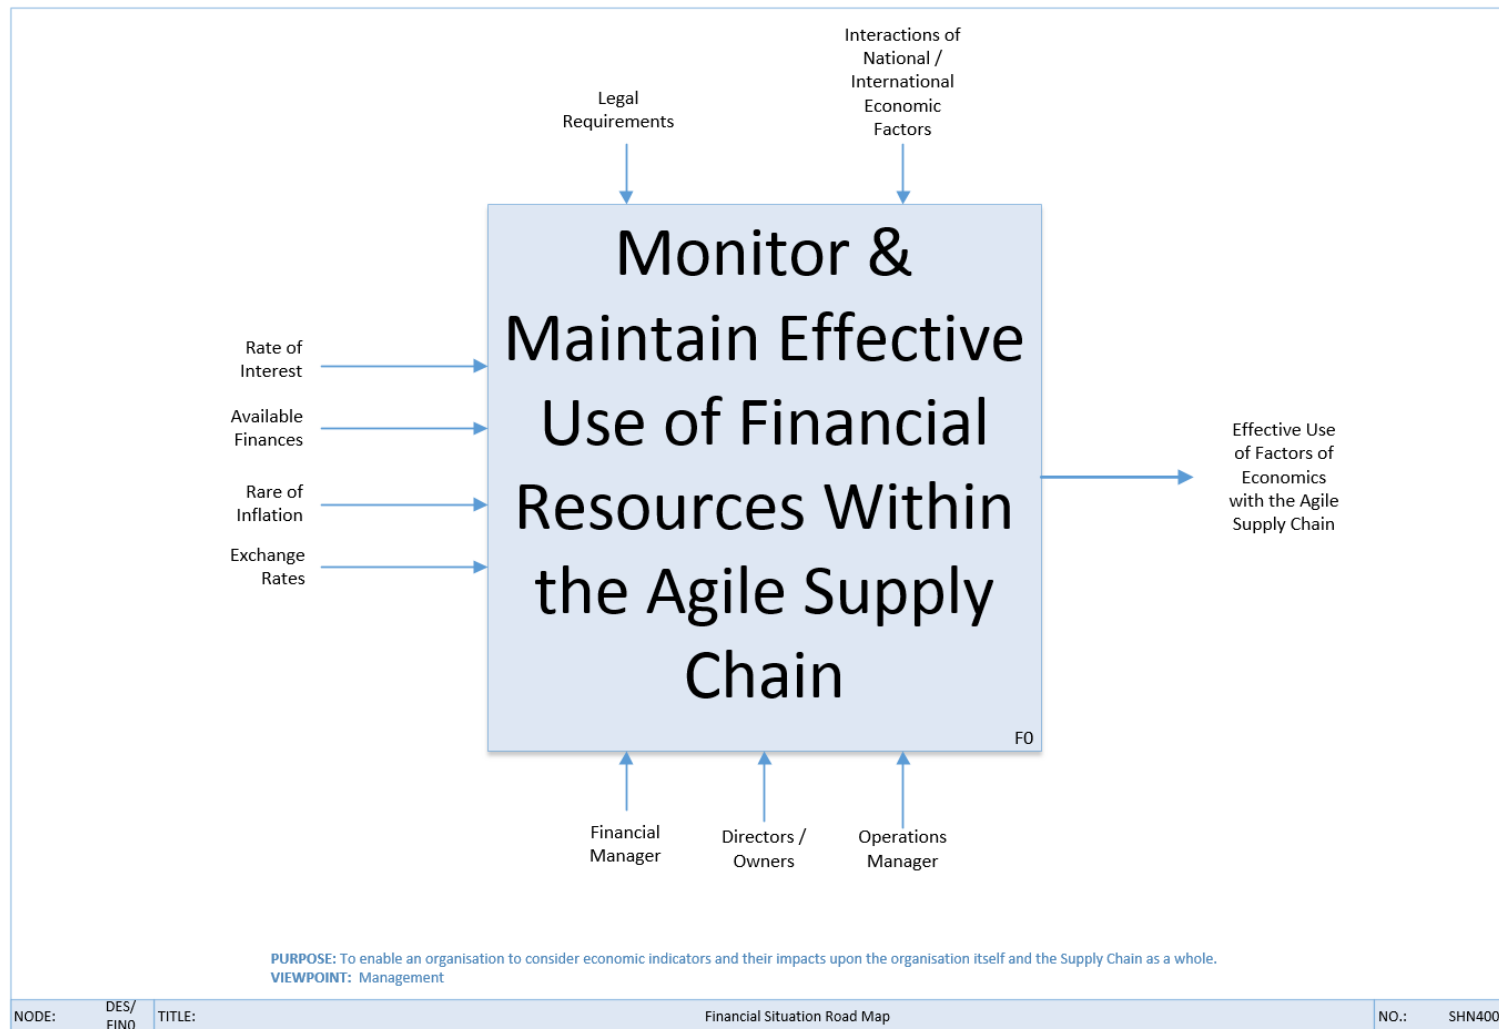 Interactions of
National /
International
Economic
Factors
Legal
Requirements
Monitor &
Maintain Effective
Use of Financial
Resources Within
the Agile Supply
Chain
F0
Rate of
Interest
Available
Finances
Rare of
Inflation
Exchange
Rates
Effective Use
of Factors of
Economics
with the Agile
Supply Chain
Financial
Manager
Directors /
Owners
Operations
Manager
PURPOSE: To enable an organisation to consider economic indicators and their impacts upon the organisation itself and the Supply Chain as a whole.
VIEWPOINT: Management
NODE:
DES/
FIN0
TITLE:
Financial Situation Road Map
NO.:
SHN400